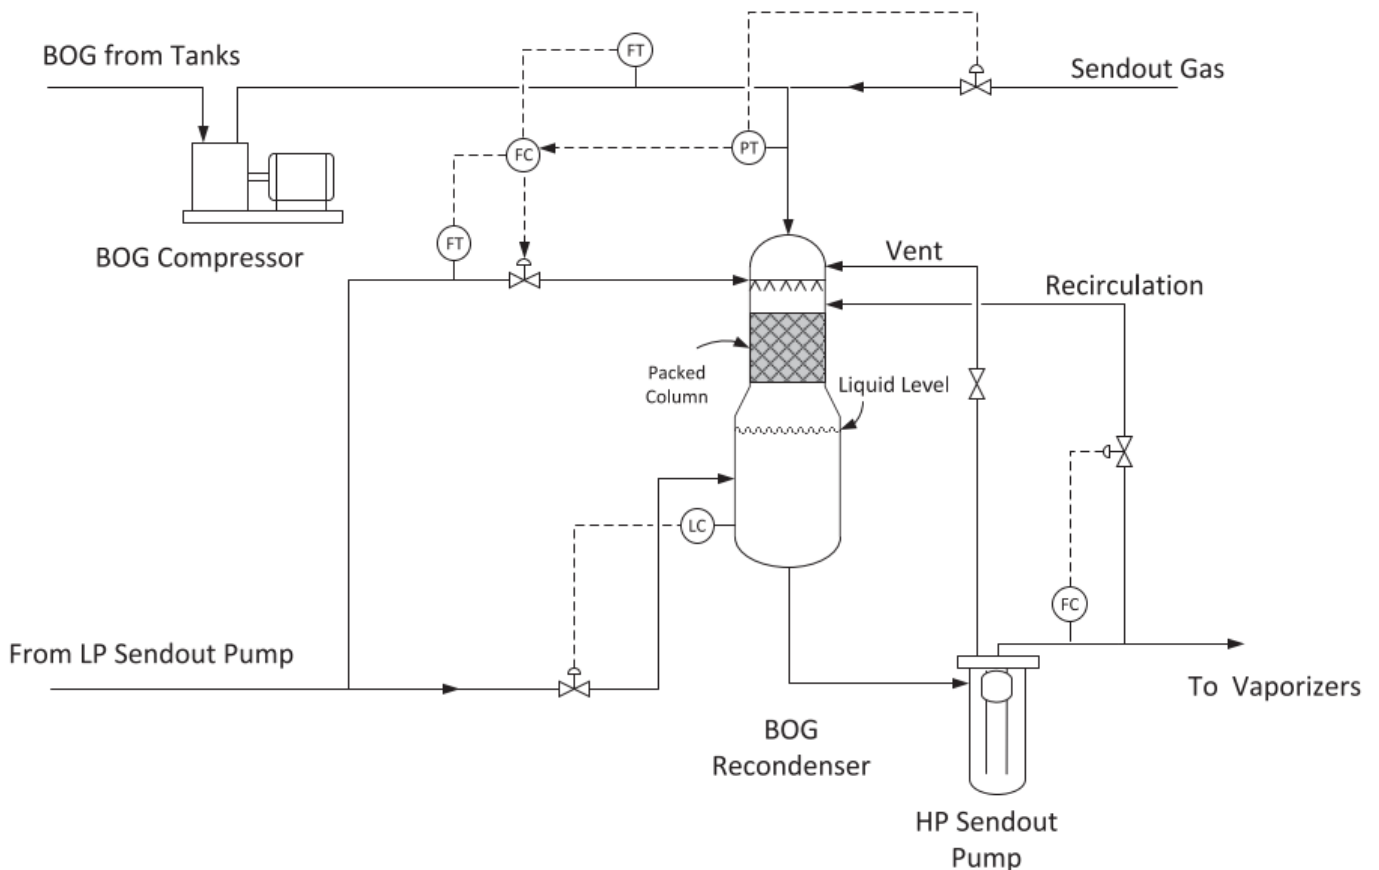 BOG from Tanks
FT
Sendout Gas
FC
PT
FT
BOG Compressor
Vent
Recirculation
Packed
Column
Liquid Level
LC
FC
From LP Sendout Pump
To Vaporizers
BOG
Recondenser
HP Sendout
Pump